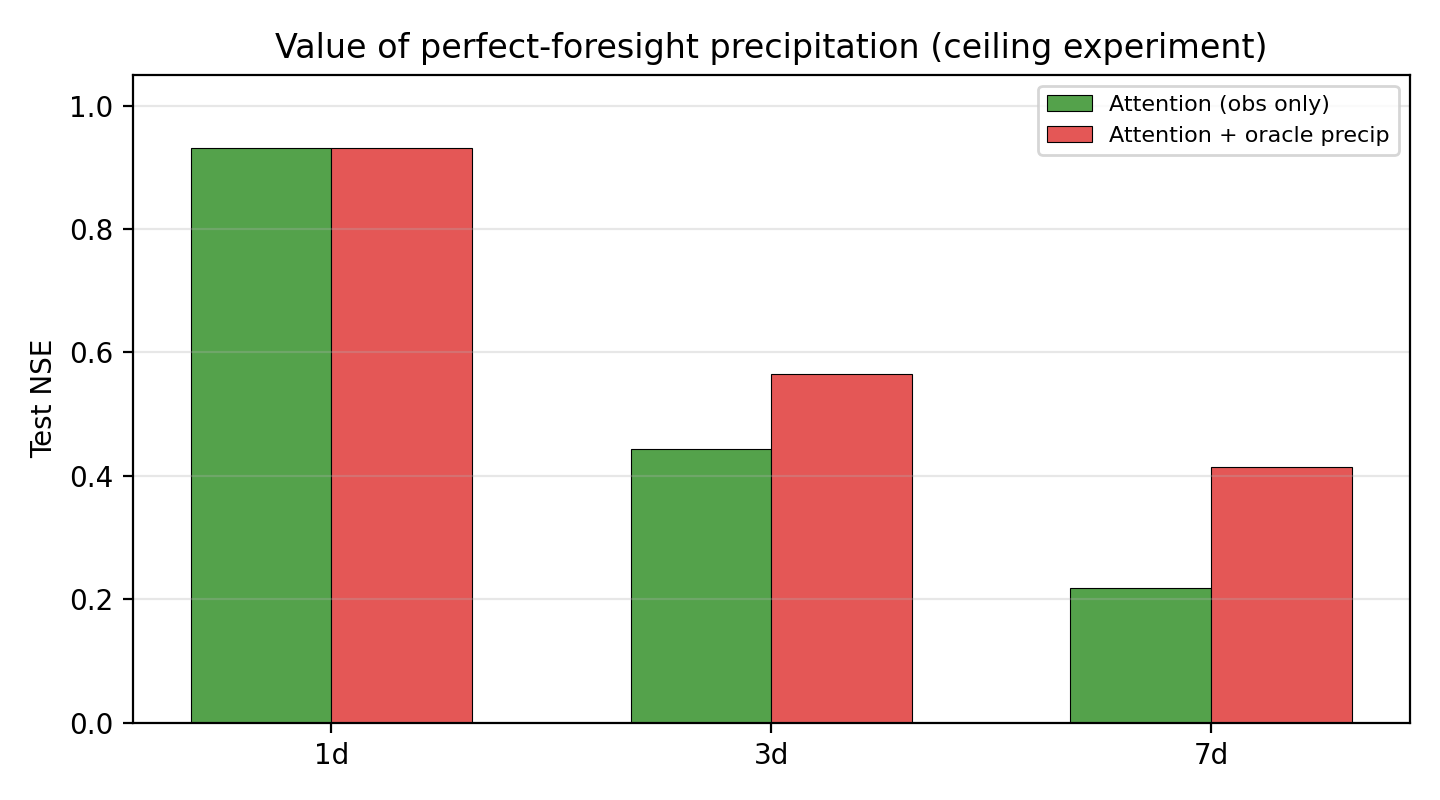 Value of perfect-foresight precipitation (ceiling experiment)
Attention (obs only)
Attention + oracle precip
Test NSE
1.0
0.8
0.6
0.4
0.2
0.0
1d
3d
7d